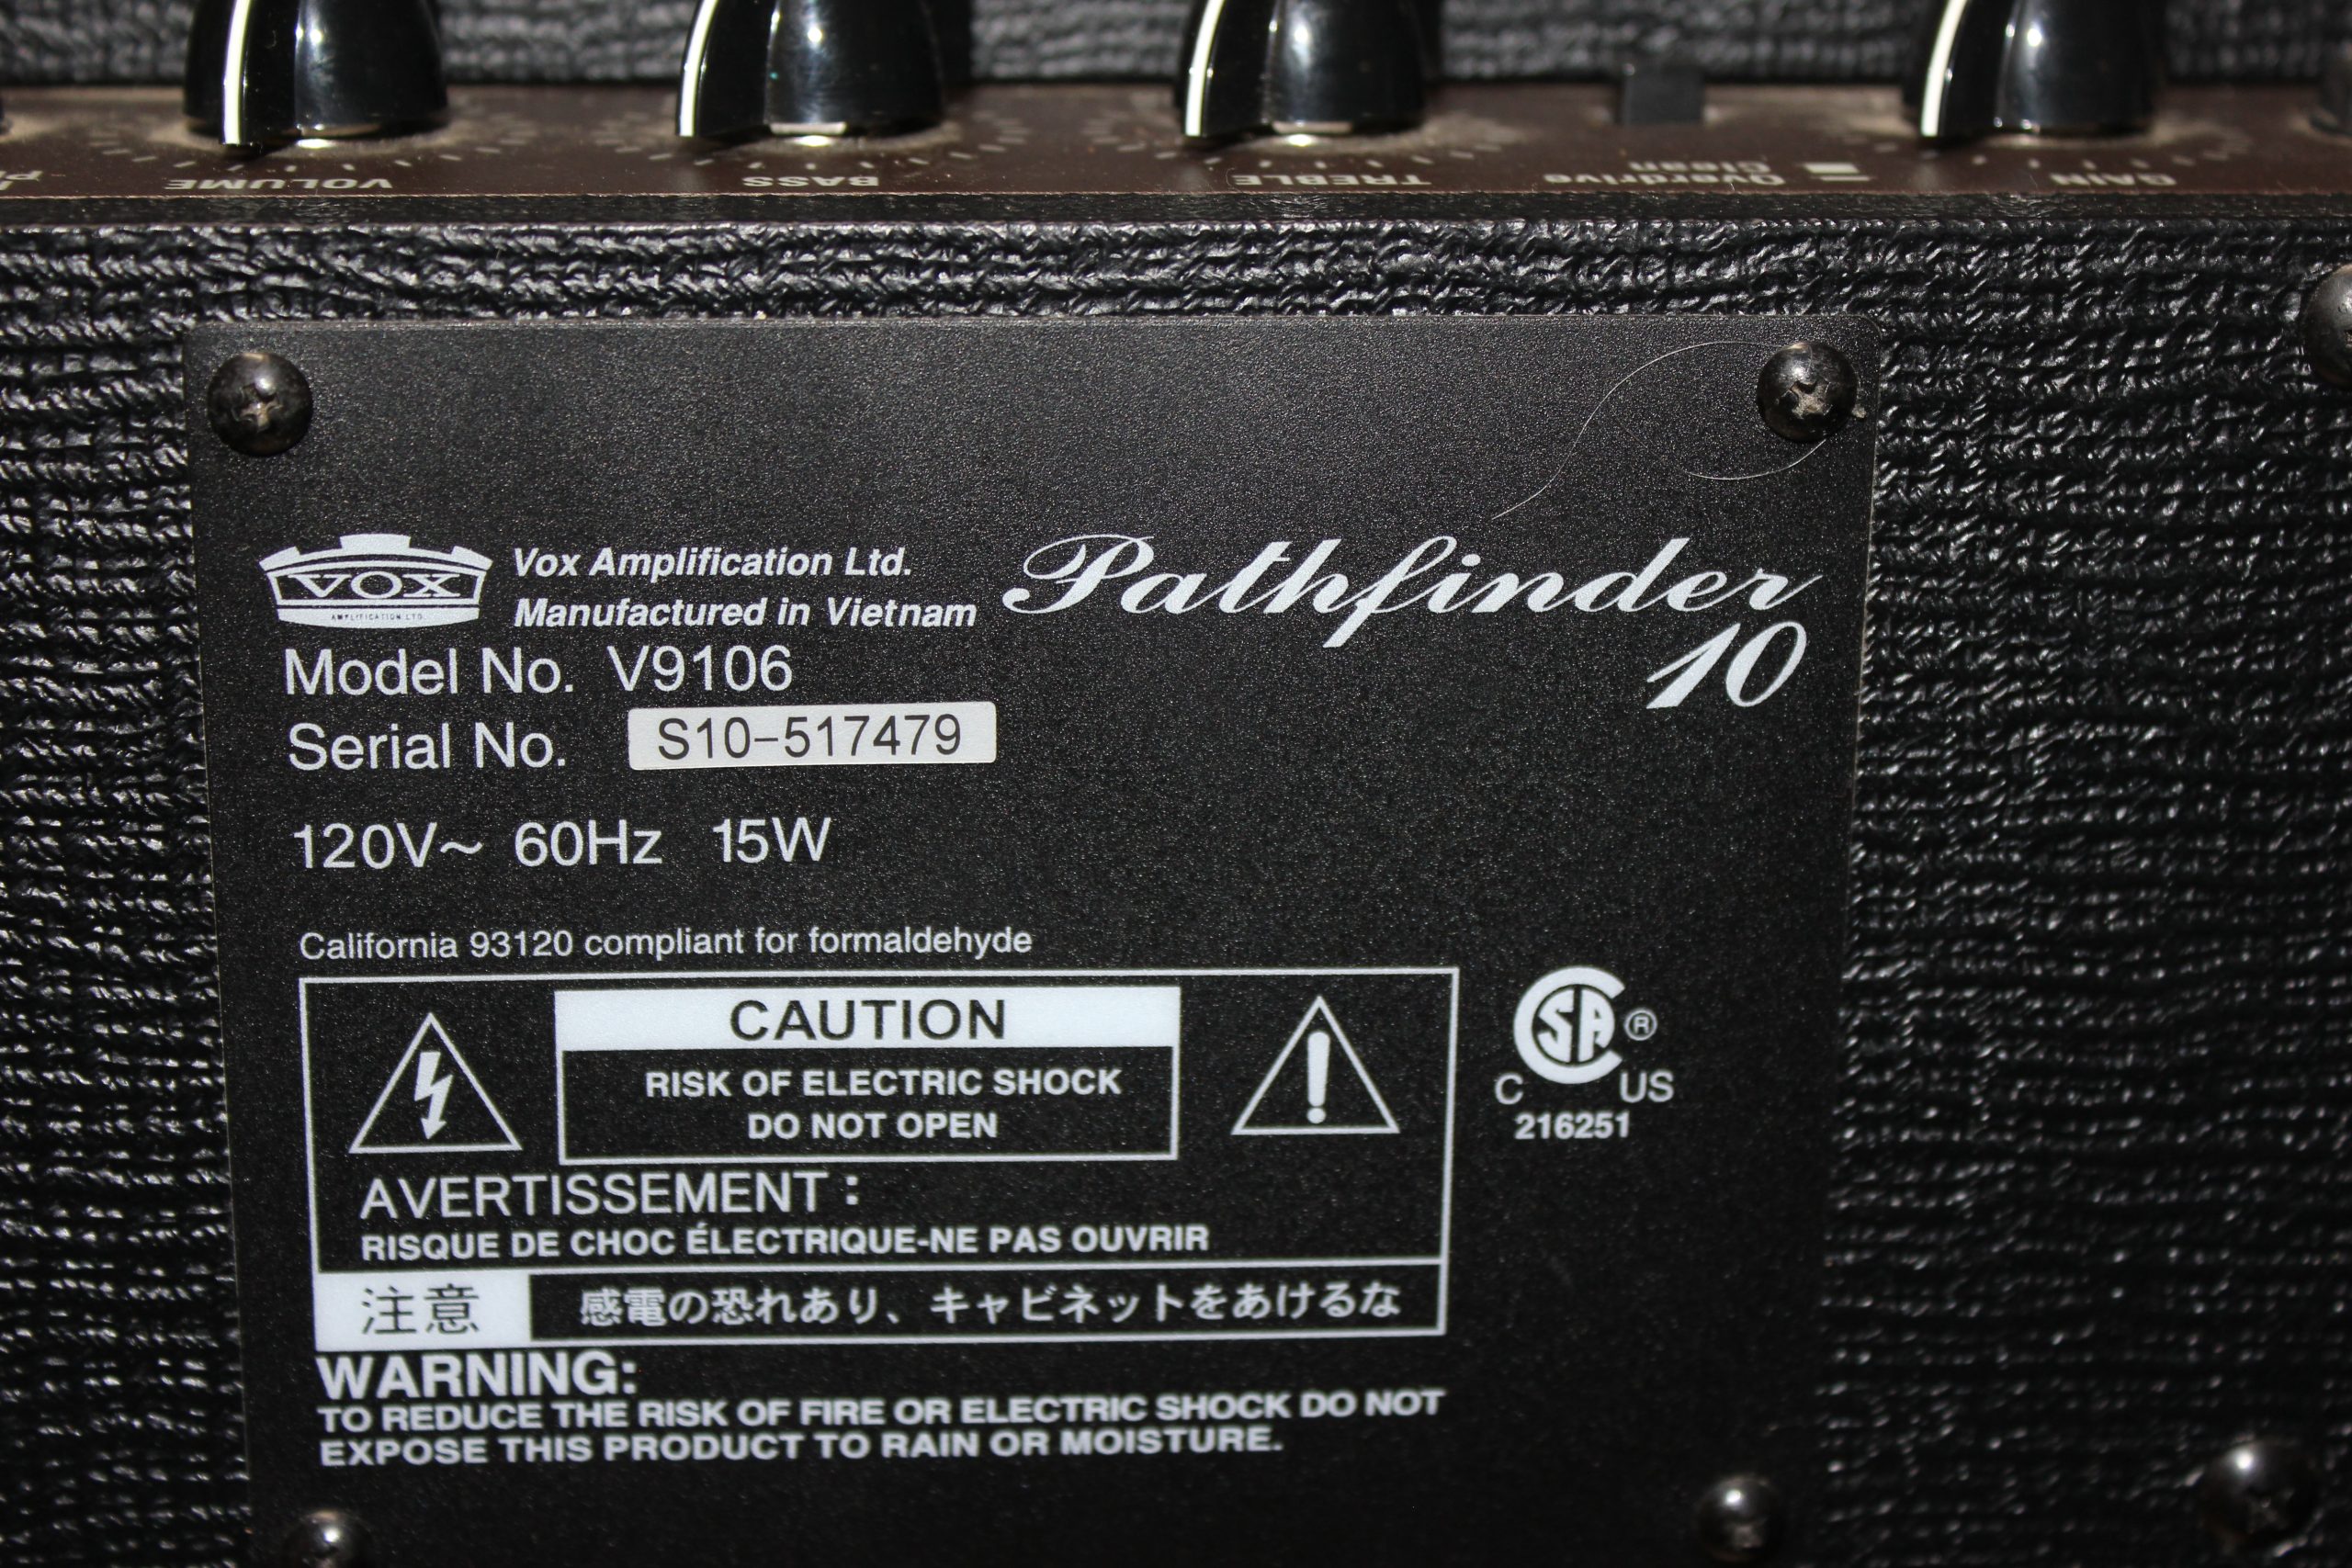 VOLUME
BASS
TREBLE
Overdrive
Clean
GAIN
VOX
AMPLIFICATION LTD.
Vox Amplification Ltd.
Manufactured in Vietnam
Pathfinder
10
Model No. V9106
Serial No. S10-517479
120V~ 60Hz 15W
California 93120 compliant for formaldehyde
CAUTION
RISK OF ELECTRIC SHOCK
DO NOT OPEN
SA ®
C US
216251
AVERTISSEMENT :
RISQUE DE CHOC ÉLECTRIQUE-NE PAS OUVRIR
注意 感電の恐れあり、キャビネットをあけるな
WARNING:
TO REDUCE THE RISK OF FIRE OR ELECTRIC SHOCK DO NOT
EXPOSE THIS PRODUCT TO RAIN OR MOISTURE.